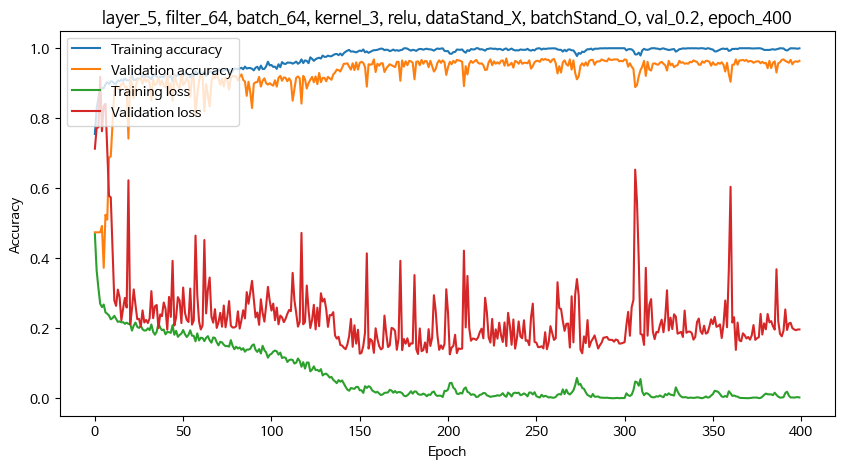 layer_5, filter_64, batch_64, kernel_3, relu, dataStand_X, batchStand_O, val_0.2, epoch_400
1.0
0.8
0.6
0.4
0.2
0.0
Accuracy
Training accuracy
Validation accuracy
Training loss
Validation loss
0 50 100 150 200 250 300 350 400
Epoch